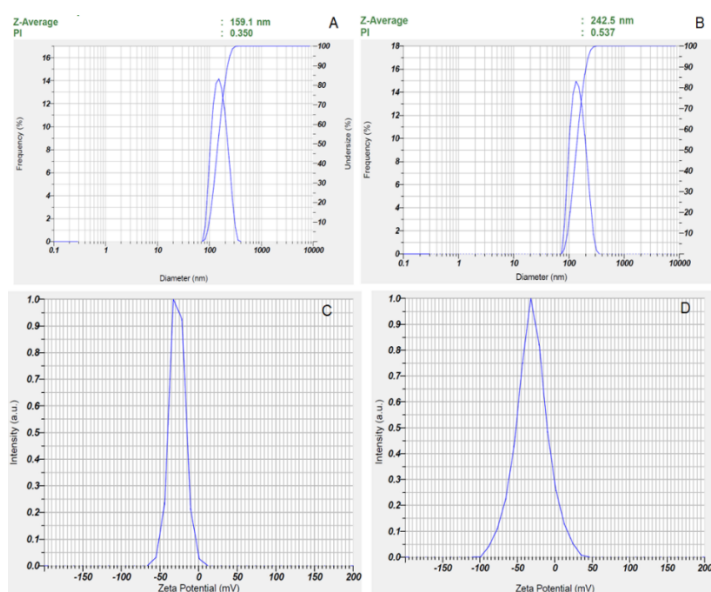 Z-Average : 159.1 nm
PI : 0.350
A
16
14
12
10
8
6
4
2
0
Frequency (%)
100
90
80
70
60
50
40
30
20
10
Undersize (%)
0.1 1 10 100 1000 10000
Diameter (nm)
Z-Average : 242.5 nm
PI : 0.537
B
18
16
14
12
10
8
6
4
2
0
Frequency (%)
100
90
80
70
60
50
40
30
20
10
0.1 1 10 100 1000 10000
Diameter (nm)
C
1.0
0.9
0.8
0.7
0.6
0.5
0.4
0.3
0.2
0.1
0.0
Intensity (a.u.)
-150 -100 -50 0 50 100 150 200
Zeta Potential (mV)
D
1.0
0.9
0.8
0.7
0.6
0.5
0.4
0.3
0.2
0.1
0.0
Intensity (a.u.)
-150 -100 -50 0 50 100 150 200
Zeta Potential (mV)